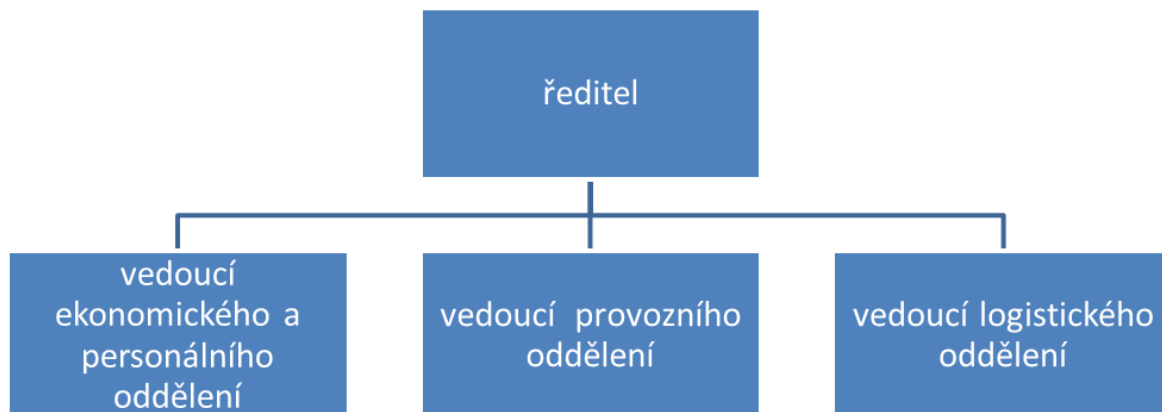 ředitel
vedoucí
ekonomického a
personálního
oddělení
vedoucí provozního
oddělení
vedoucí logistického
oddělení